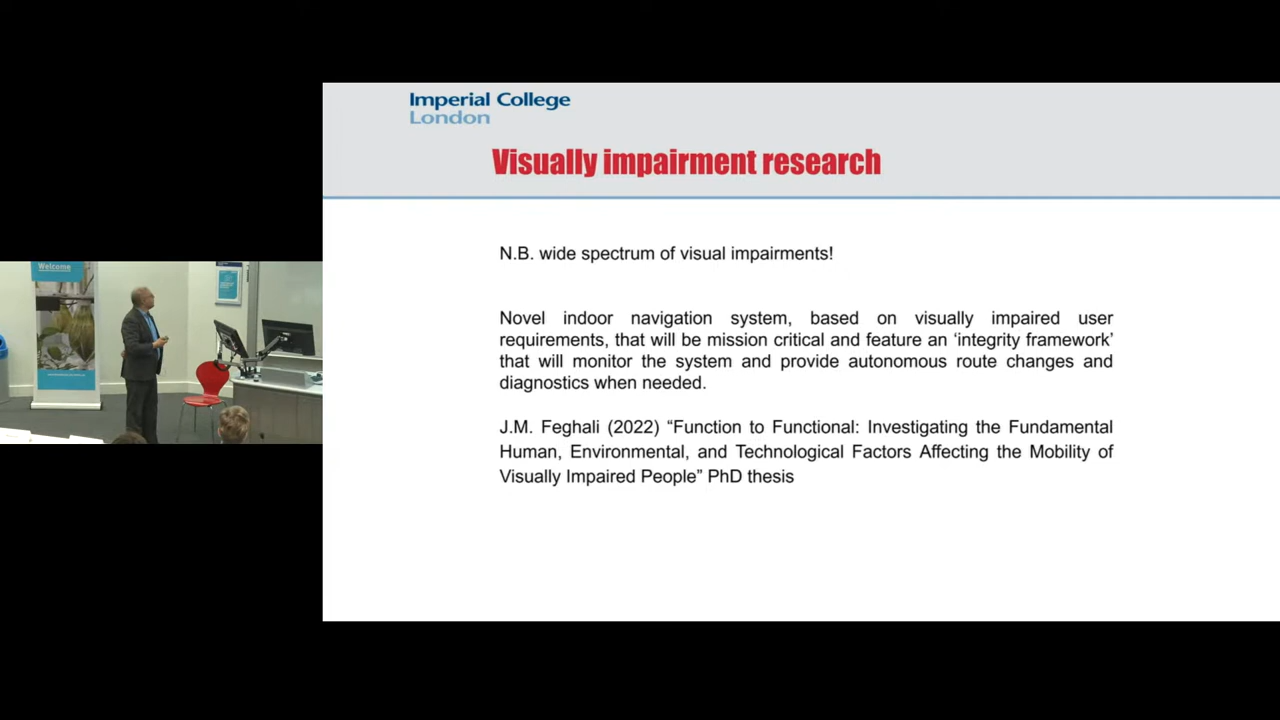 Imperial College
London
Visually impairment research
N.B. wide spectrum of visual impairments!
Novel indoor navigation system, based on visually impaired user
requirements, that will be mission critical and feature an ‘integrity framework’
that will monitor the system and provide autonomous route changes and
diagnostics when needed.
J.M. Feghali (2022) “Function to Functional: Investigating the Fundamental
Human, Environmental, and Technological Factors Affecting the Mobility of
Visually Impaired People” PhD thesis
Welcome